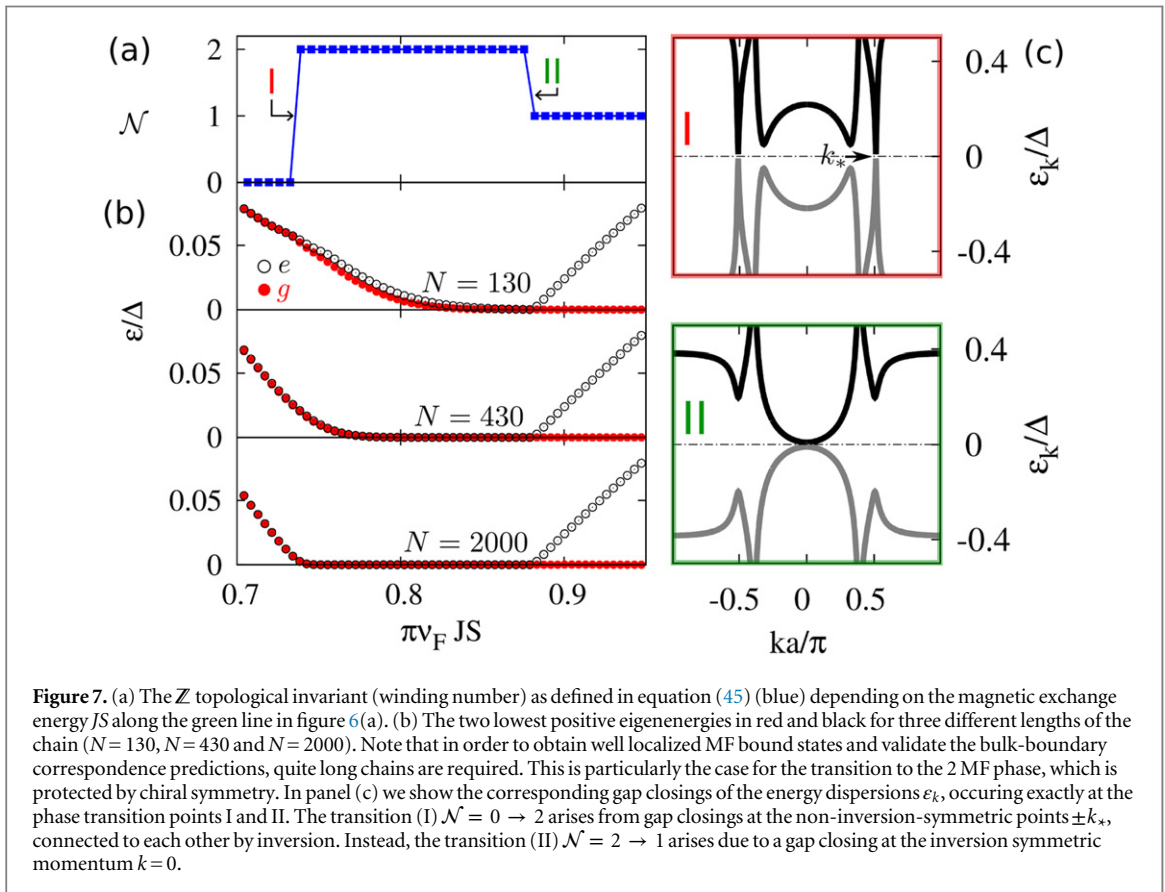 (a)
2
1
0
𝒩
I
II
(b)
0.05
0
0.05
0
0.05
0
ε/Δ
e
g
N = 130
N = 430
N = 2000
0.7
0.8
0.9
πν_F JS
(c)
I
k_*
0.4
0
-0.4
ε_k/Δ
II
0.4
0
-0.4
ε_k/Δ
-0.5
0
0.5
ka/π
Figure 7. (a) The ℤ topological invariant (winding number) as defined in equation (45) (blue) depending on the magnetic exchange
energy JS along the green line in figure 6(a). (b) The two lowest positive eigenenergies in red and black for three different lengths of the
chain (N = 130, N = 430 and N = 2000). Note that in order to obtain well localized MF bound states and validate the bulk-boundary
correspondence predictions, quite long chains are required. This is particularly the case for the transition to the 2 MF phase, which is
protected by chiral symmetry. In panel (c) we show the corresponding gap closings of the energy dispersions ε_k, occuring exactly at the
phase transition points I and II. The transition (I) 𝒩 = 0 → 2 arises from gap closings at the non-inversion-symmetric points ±k_*,
connected to each other by inversion. Instead, the transition (II) 𝒩 = 2 → 1 arises due to a gap closing at the inversion symmetric
momentum k = 0.